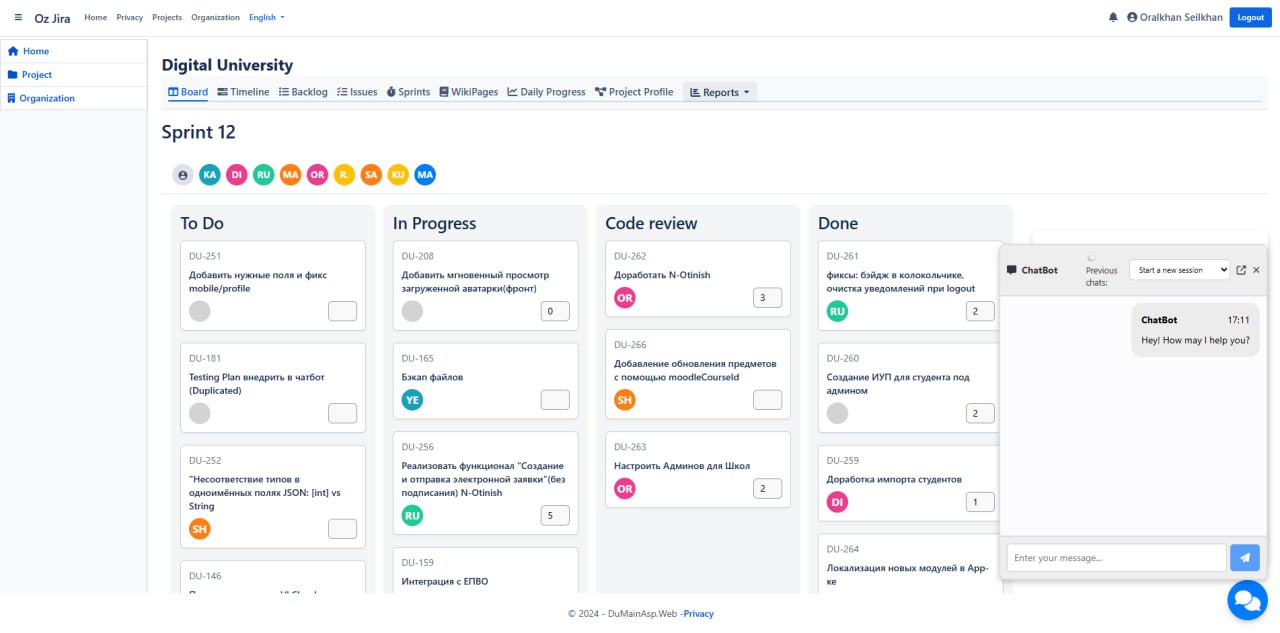 Oz Jira Home Privacy Projects Organization English Oralkhan Seilkhan Logout
Home
Project
Organization
Digital University
Board Timeline Backlog Issues Sprints WikiPages Daily Progress Project Profile Reports
Sprint 12
KA DI RU MA OR R. SA KU MA
To Do
DU-251
Добавить нужные поля и фикс
mobile/profile
DU-181
Testing Plan внедрить в чатбот
(Duplicated)
DU-252
"Несоответствие типов в
одноимённых полях JSON: [int] vs
String
SH
DU-146
In Progress
DU-208
Добавить мгновенный просмотр
загруженной аватарки(фронт)
0
DU-165
Бэкап файлов
YE
DU-256
Реализовать функционал "Создание
и отправка электронной заявки"(без
подписания) N-Otinish
RU 5
DU-159
Интеграция с ЕПВО
Code review
DU-262
Доработать N-Otinish
OR 3
DU-266
Добавление обновления предметов
с помощью moodleCourseId
SH
DU-263
Настроить Админов для Школ
OR 2
Done
DU-261
фиксы: бэйдж в колокольчике,
очистка уведомлений при logout
RU 2
DU-260
Создание ИУП для студента под
админом
2
DU-259
Доработка импорта студентов
DI 1
DU-264
Локализация новых модулей в App-
ке
ChatBot
Previous
chats:
Start a new session
ChatBot 17:11
Hey! How may I help you?
Enter your message...
© 2024 - DuMainAsp.Web -Privacy